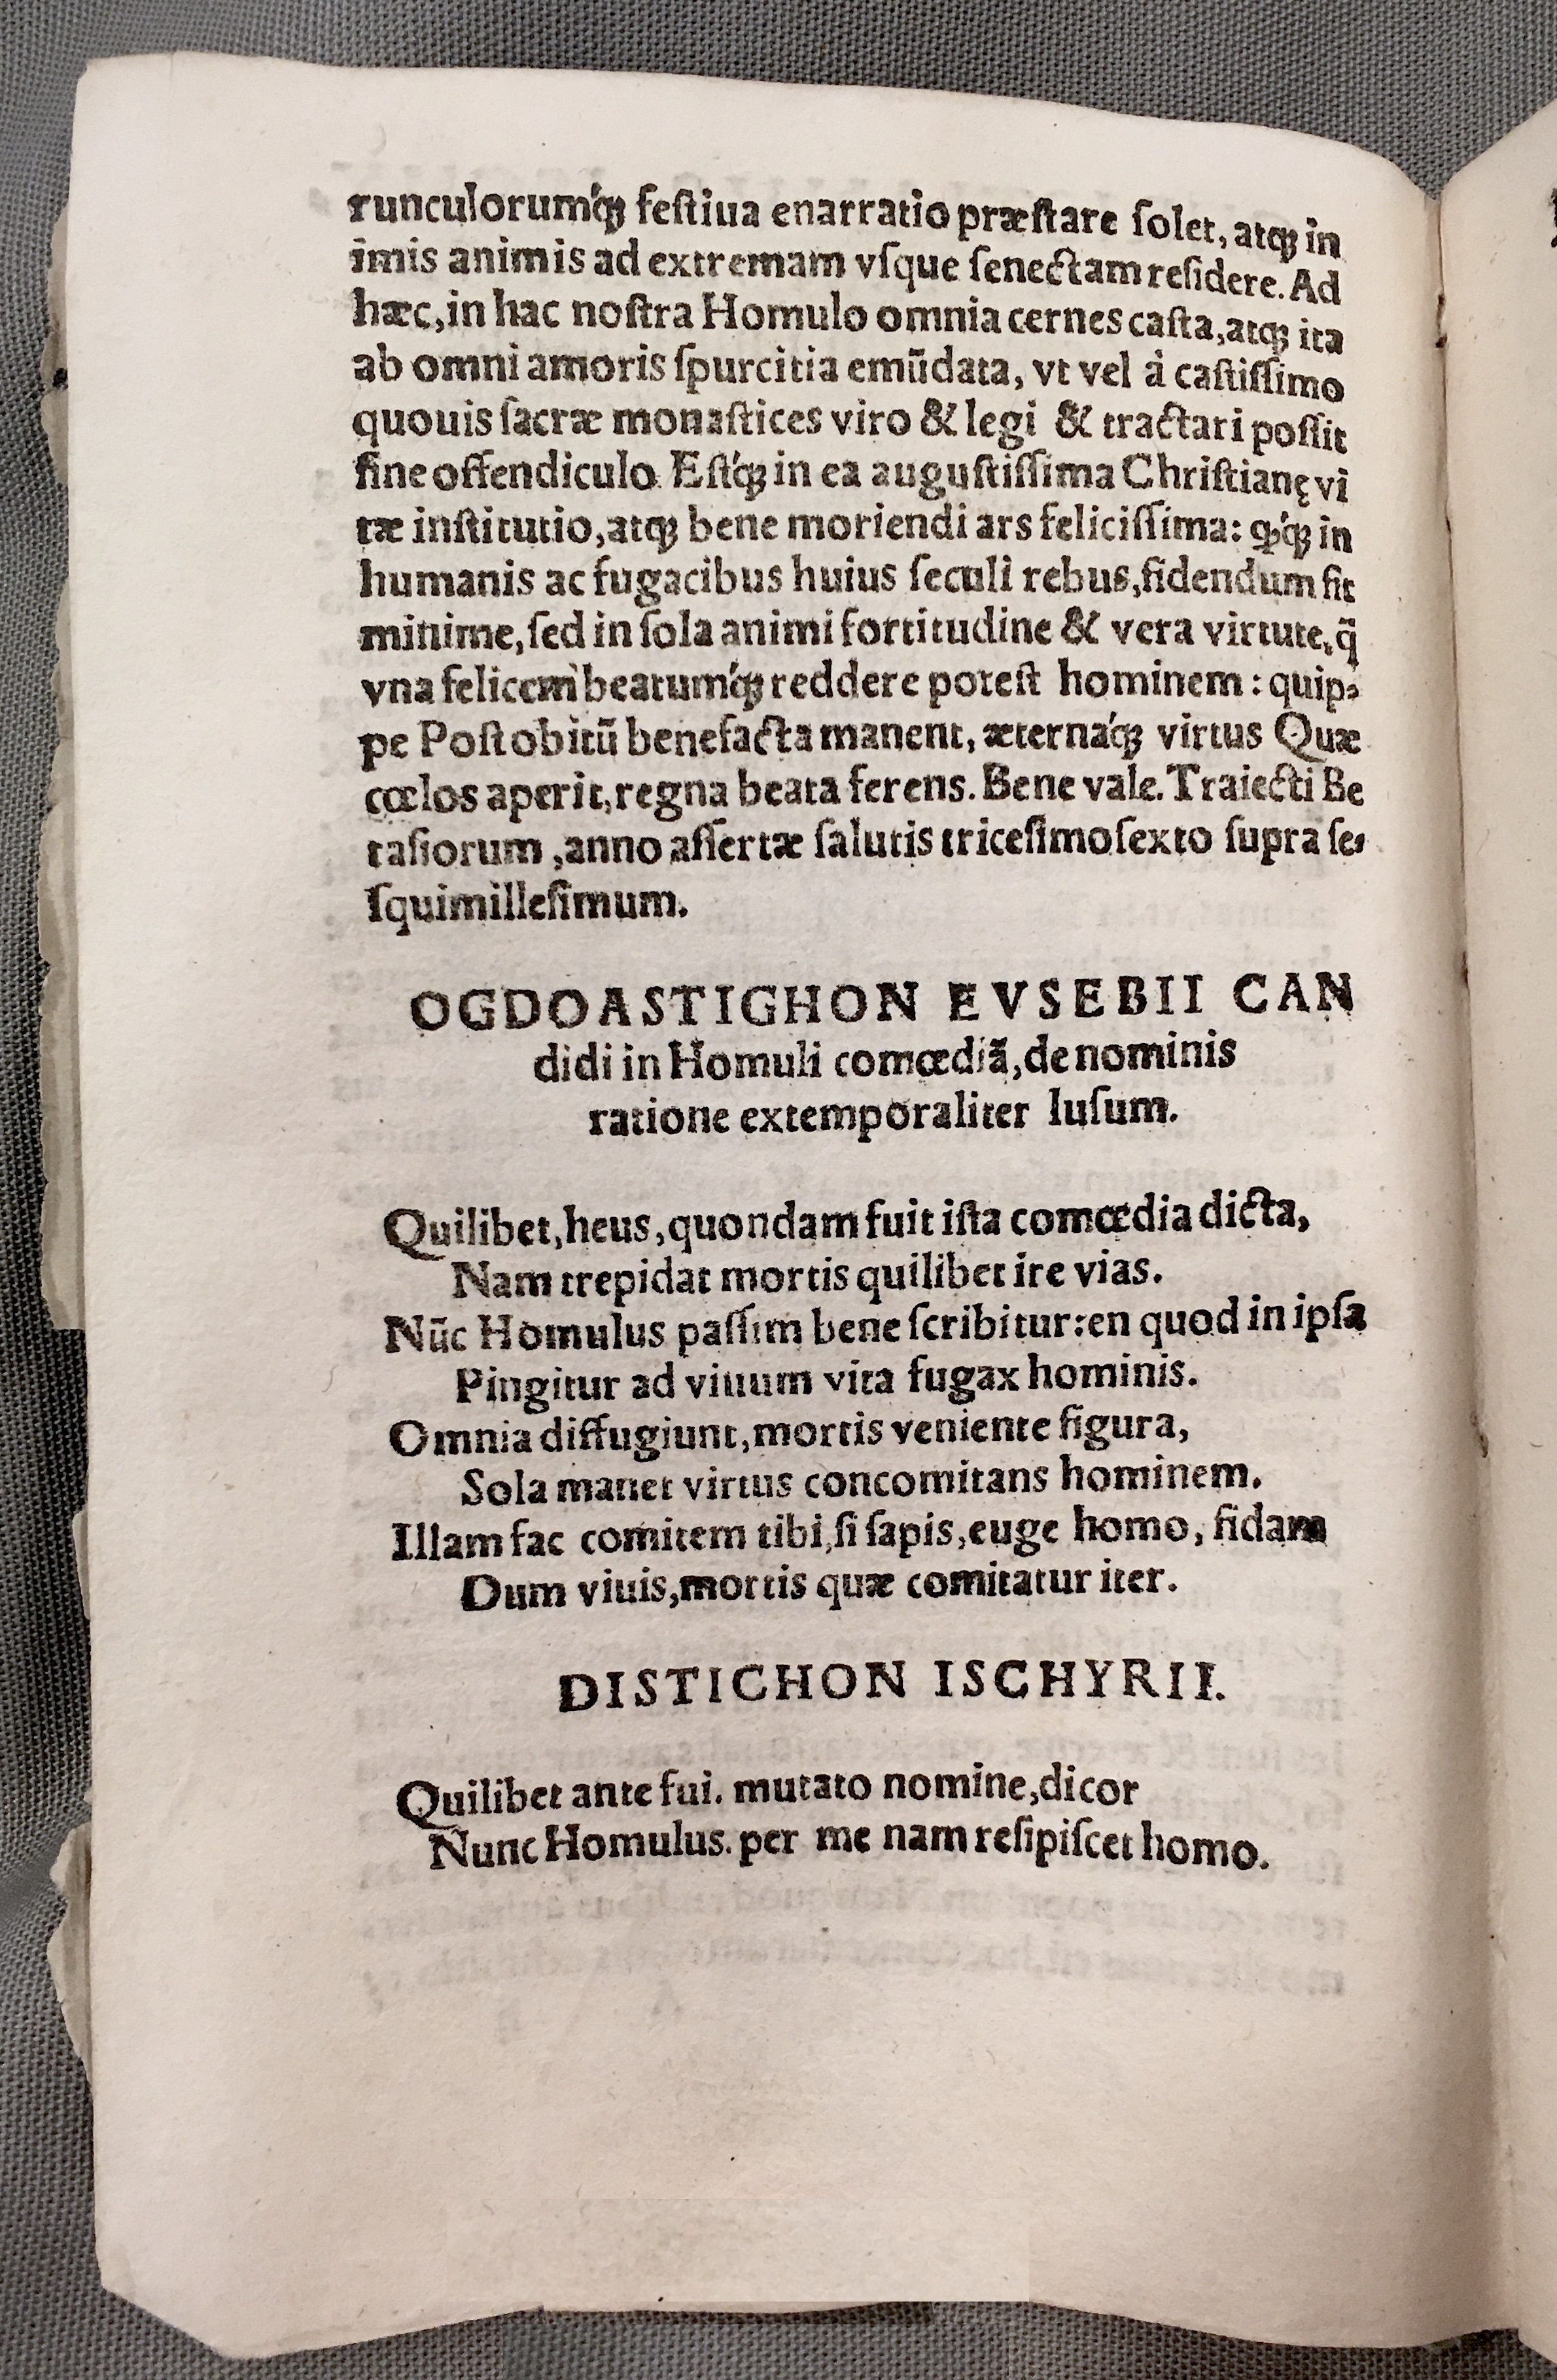 runculorumq́ꝫ feſtiua enarratio præſtare ſolet, atqꝫ in
imis animis ad extremam vſque ſenectam reſidere. Ad
hæc, in hac noſtra Homulo omnia cernes caſta, atqꝫ ita
ab omni amoris ſpurcitia emūdata, vt vel à caſtiſſimo
quouis ſacræ monaſtices viro & legi & tractari poſſit
ſine offendiculo. Eſtq́ꝫ in ea auguſtiſſima Chriſtianę vi
tæ inſtitutio, atqꝫ bene moriendi ars feliciſſima: ꝙq́ꝫ in
humanis ac fugacibus huius ſeculi rebus, fidendum ſit
minime, ſed in ſola animi fortitudine & vera virtute, q̃
vna felicem beatumq́ꝫ reddere poteſt hominem: quip⸗
pe Poſt obitū benefacta manent, æternaq́ꝫ virtus Quæ
cœlos aperit, regna beata ferens. Bene vale. Traiecti Be
taſiorum, anno aſſertæ ſalutis triceſimoſexto ſupra ſe⸗
ſquimilleſimum.
OGDOASTIGHON EVSEBII CAN
didi in Homuli comœdiã, de nominis
ratione extemporaliter luſum.
Quilibet, heus, quondam fuit iſta comœdia dicta,
Nam trepidat mortis quilibet ire vias.
Nūc Homulus paſſim bene ſcribitur: en quod in ipſa
Pingitur ad viuum vita fugax hominis.
Omnia diffugiunt, mortis veniente figura,
Sola manet virtus concomitans hominem.
Illam fac comitem tibi, ſi ſapis, euge homo, fidam
Dum viuis, mortis quæ comitatur iter.
DISTICHON ISCHYRII.
Quilibet ante fui. mutato nomine, dicor
Nunc Homulus. per me nam reſipiſcet homo.